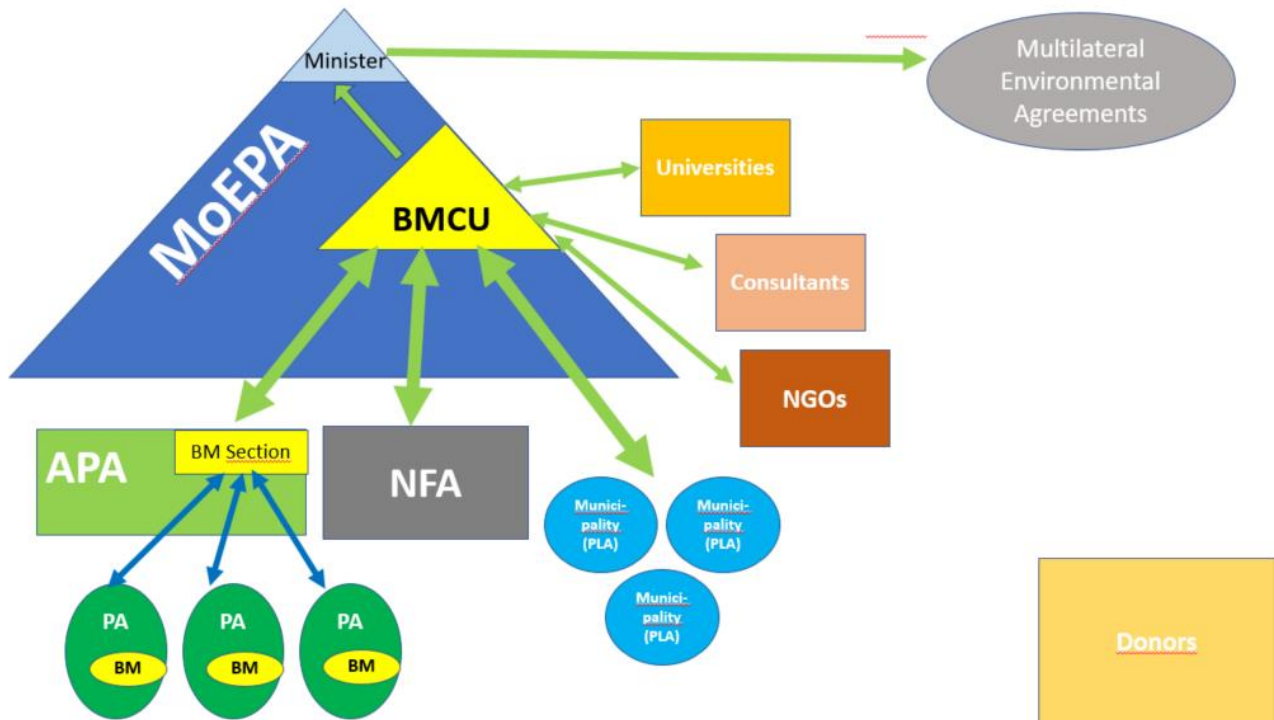 Minister
Multilateral
Environmental
Agreements
MoEPA
Universities
BMCU
Consultants
NGOs
APA
BM Section
NFA
Munici-
pality
(PLA)
Munici-
pality
(PLA)
Munici-
pality
(PLA)
PA
BM
PA
BM
PA
BM
Donors